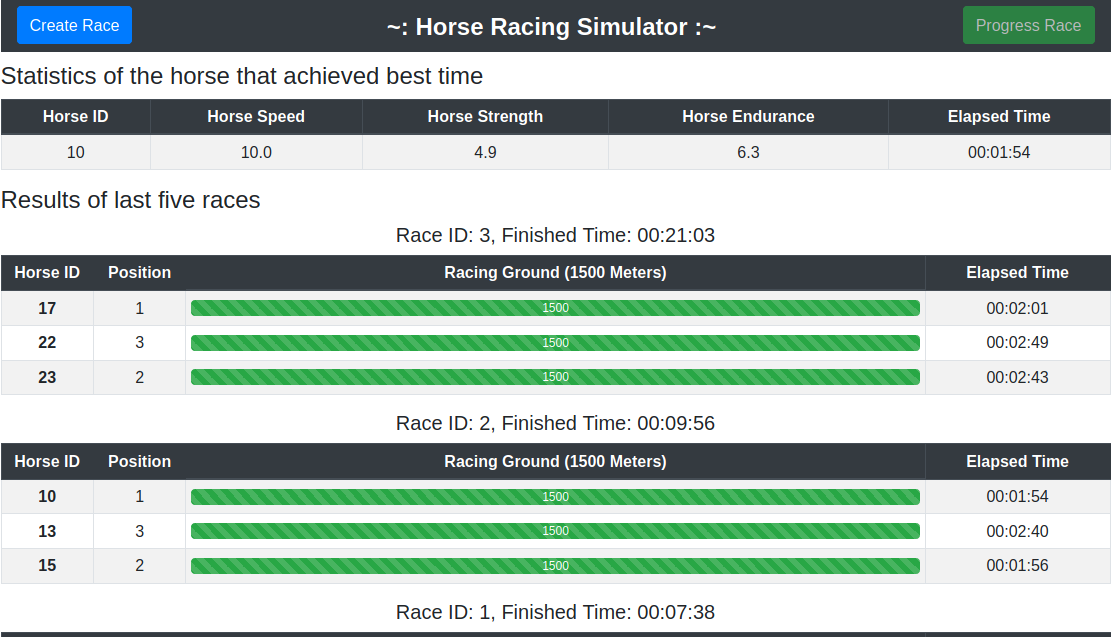 Create Race ~: Horse Racing Simulator :~ Progress Race
Statistics of the horse that achieved best time
Horse ID Horse Speed Horse Strength Horse Endurance Elapsed Time
10 10.0 4.9 6.3 00:01:54
Results of last five races
Race ID: 3, Finished Time: 00:21:03
Horse ID Position Racing Ground (1500 Meters) Elapsed Time
17 1 1500 00:02:01
22 3 1500 00:02:49
23 2 1500 00:02:43
Race ID: 2, Finished Time: 00:09:56
Horse ID Position Racing Ground (1500 Meters) Elapsed Time
10 1 1500 00:01:54
13 3 1500 00:02:40
15 2 1500 00:01:56
Race ID: 1, Finished Time: 00:07:38